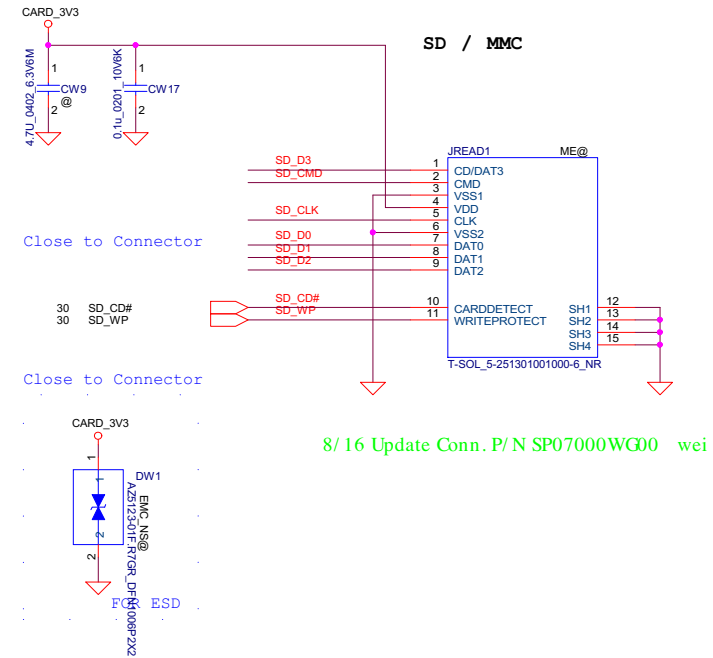 CARD_3V3
SD / MMC
4.7U_0402_6.3V6M
1
CW9
@
2
0.1u_0201_10V6K
1
CW17
2
JREAD1
ME@
SD_D3
1
CD/DAT3
SD_CMD
2
CMD
3
VSS1
4
VDD
SD_CLK
5
CLK
6
VSS2
SD_D0
7
DAT0
SD_D1
8
DAT1
SD_D2
9
DAT2
Close to Connector
30 SD_CD#
30 SD_WP
SD_CD#
10
CARDDETECT
SD_WP
11
WRITEPROTECT
SH1
12
SH2
13
SH3
14
SH4
15
T-SOL_5-251301001000-6_NR
Close to Connector
CARD_3V3
8/16 Update Conn. P/N SP07000WG00 wei
1
1
DW1
EMC_NS@
AZ5123-01F.R7GR_DFN1006P2X2
2
2
FOR ESD